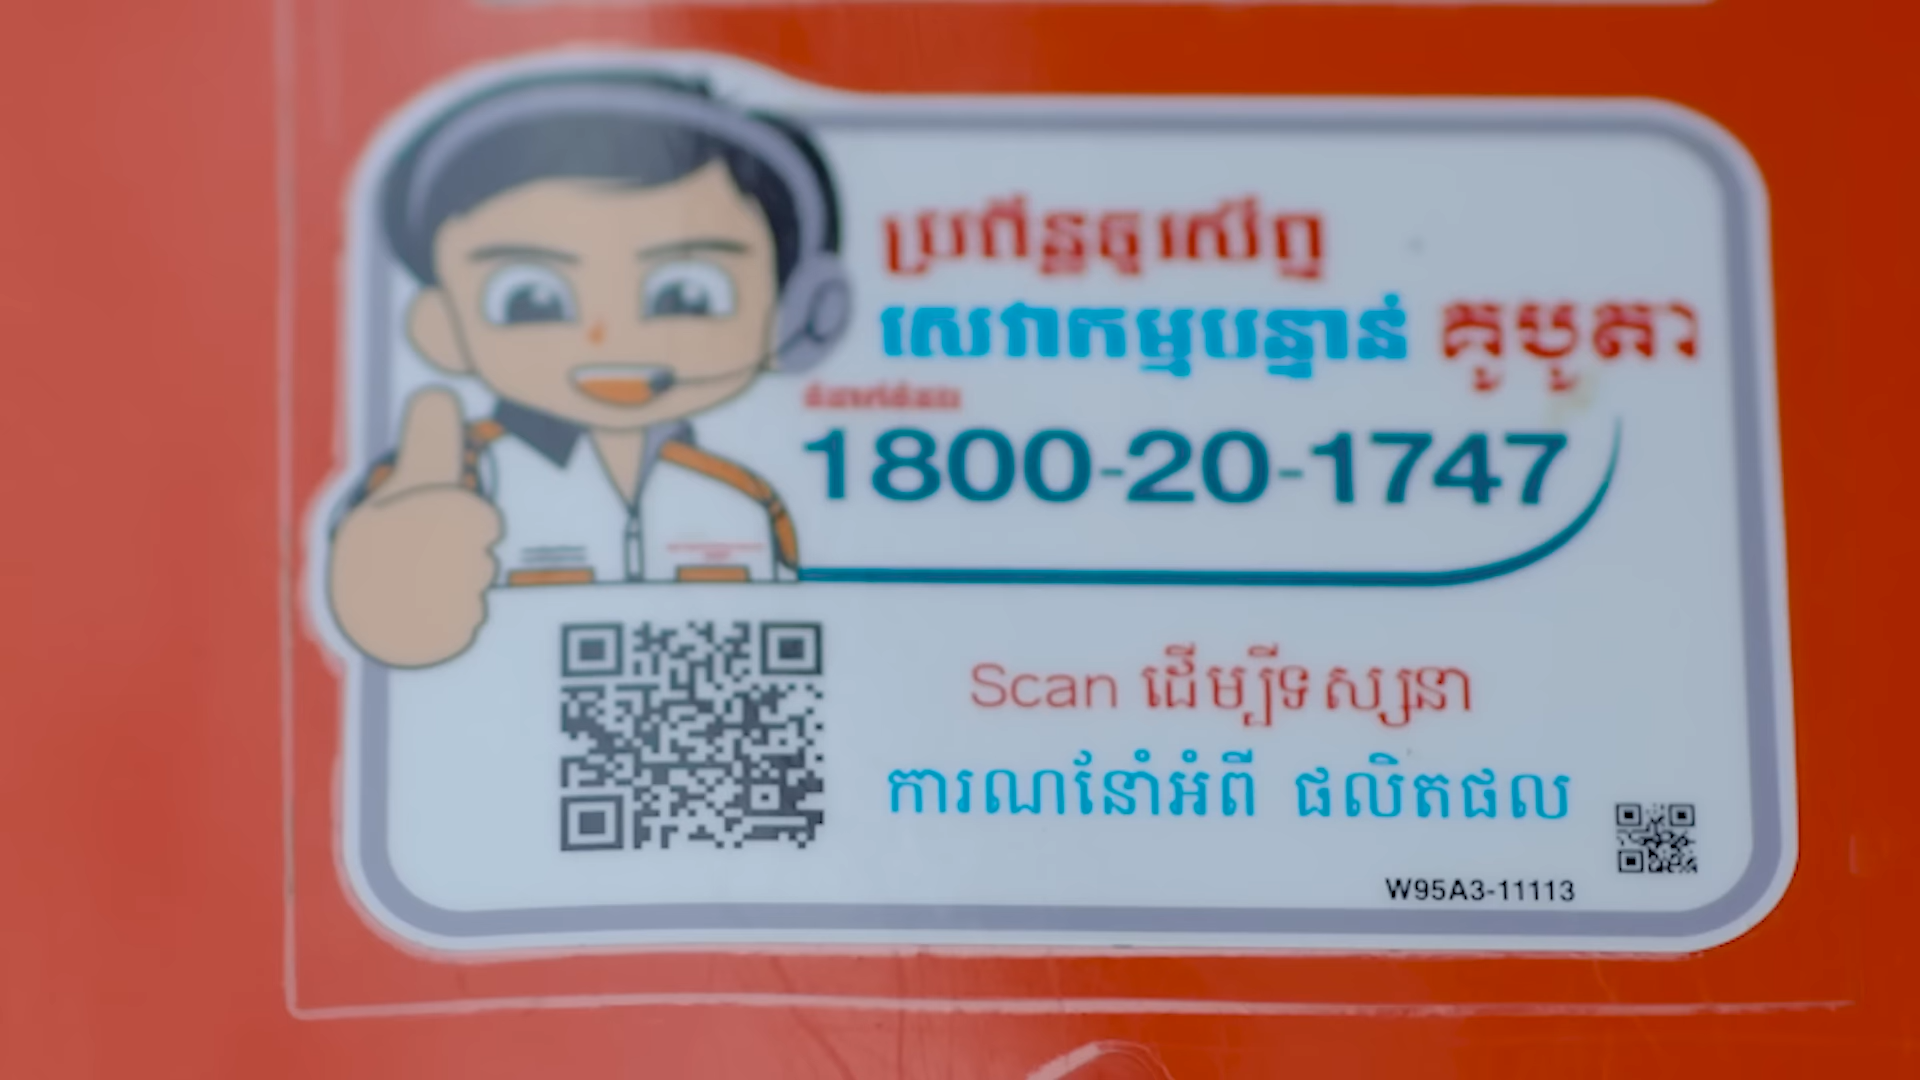 ប្រព័ន្ធទូរស័ព្ទ
សេវាកម្មបន្ទាន់ គូបូតា
1800-20-1747
Scan ដើម្បីទស្សនា
ការណែនាំអំពី ផលិតផល
W95A3-11113